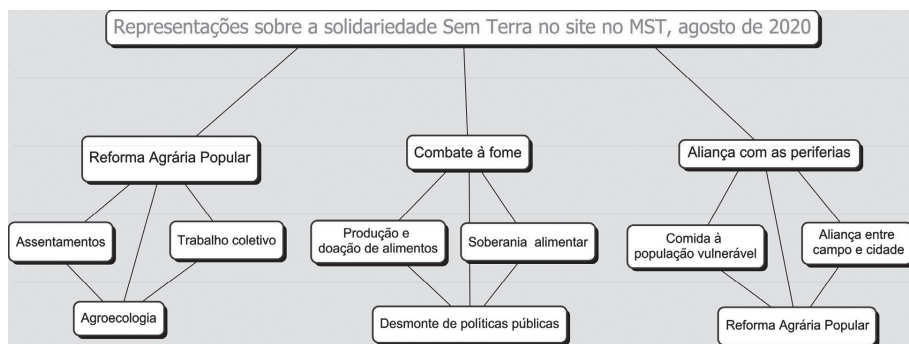 Representações sobre a solidariedade Sem Terra no site no MST, agosto de 2020
Reforma Agrária Popular
Combate à fome
Aliança com as periferias
Assentamentos
Trabalho coletivo
Produção e
doação de alimentos
Soberania alimentar
Comida à
população vulnerável
Aliança entre
campo e cidade
Agroecologia
Desmonte de políticas públicas
Reforma Agrária Popular